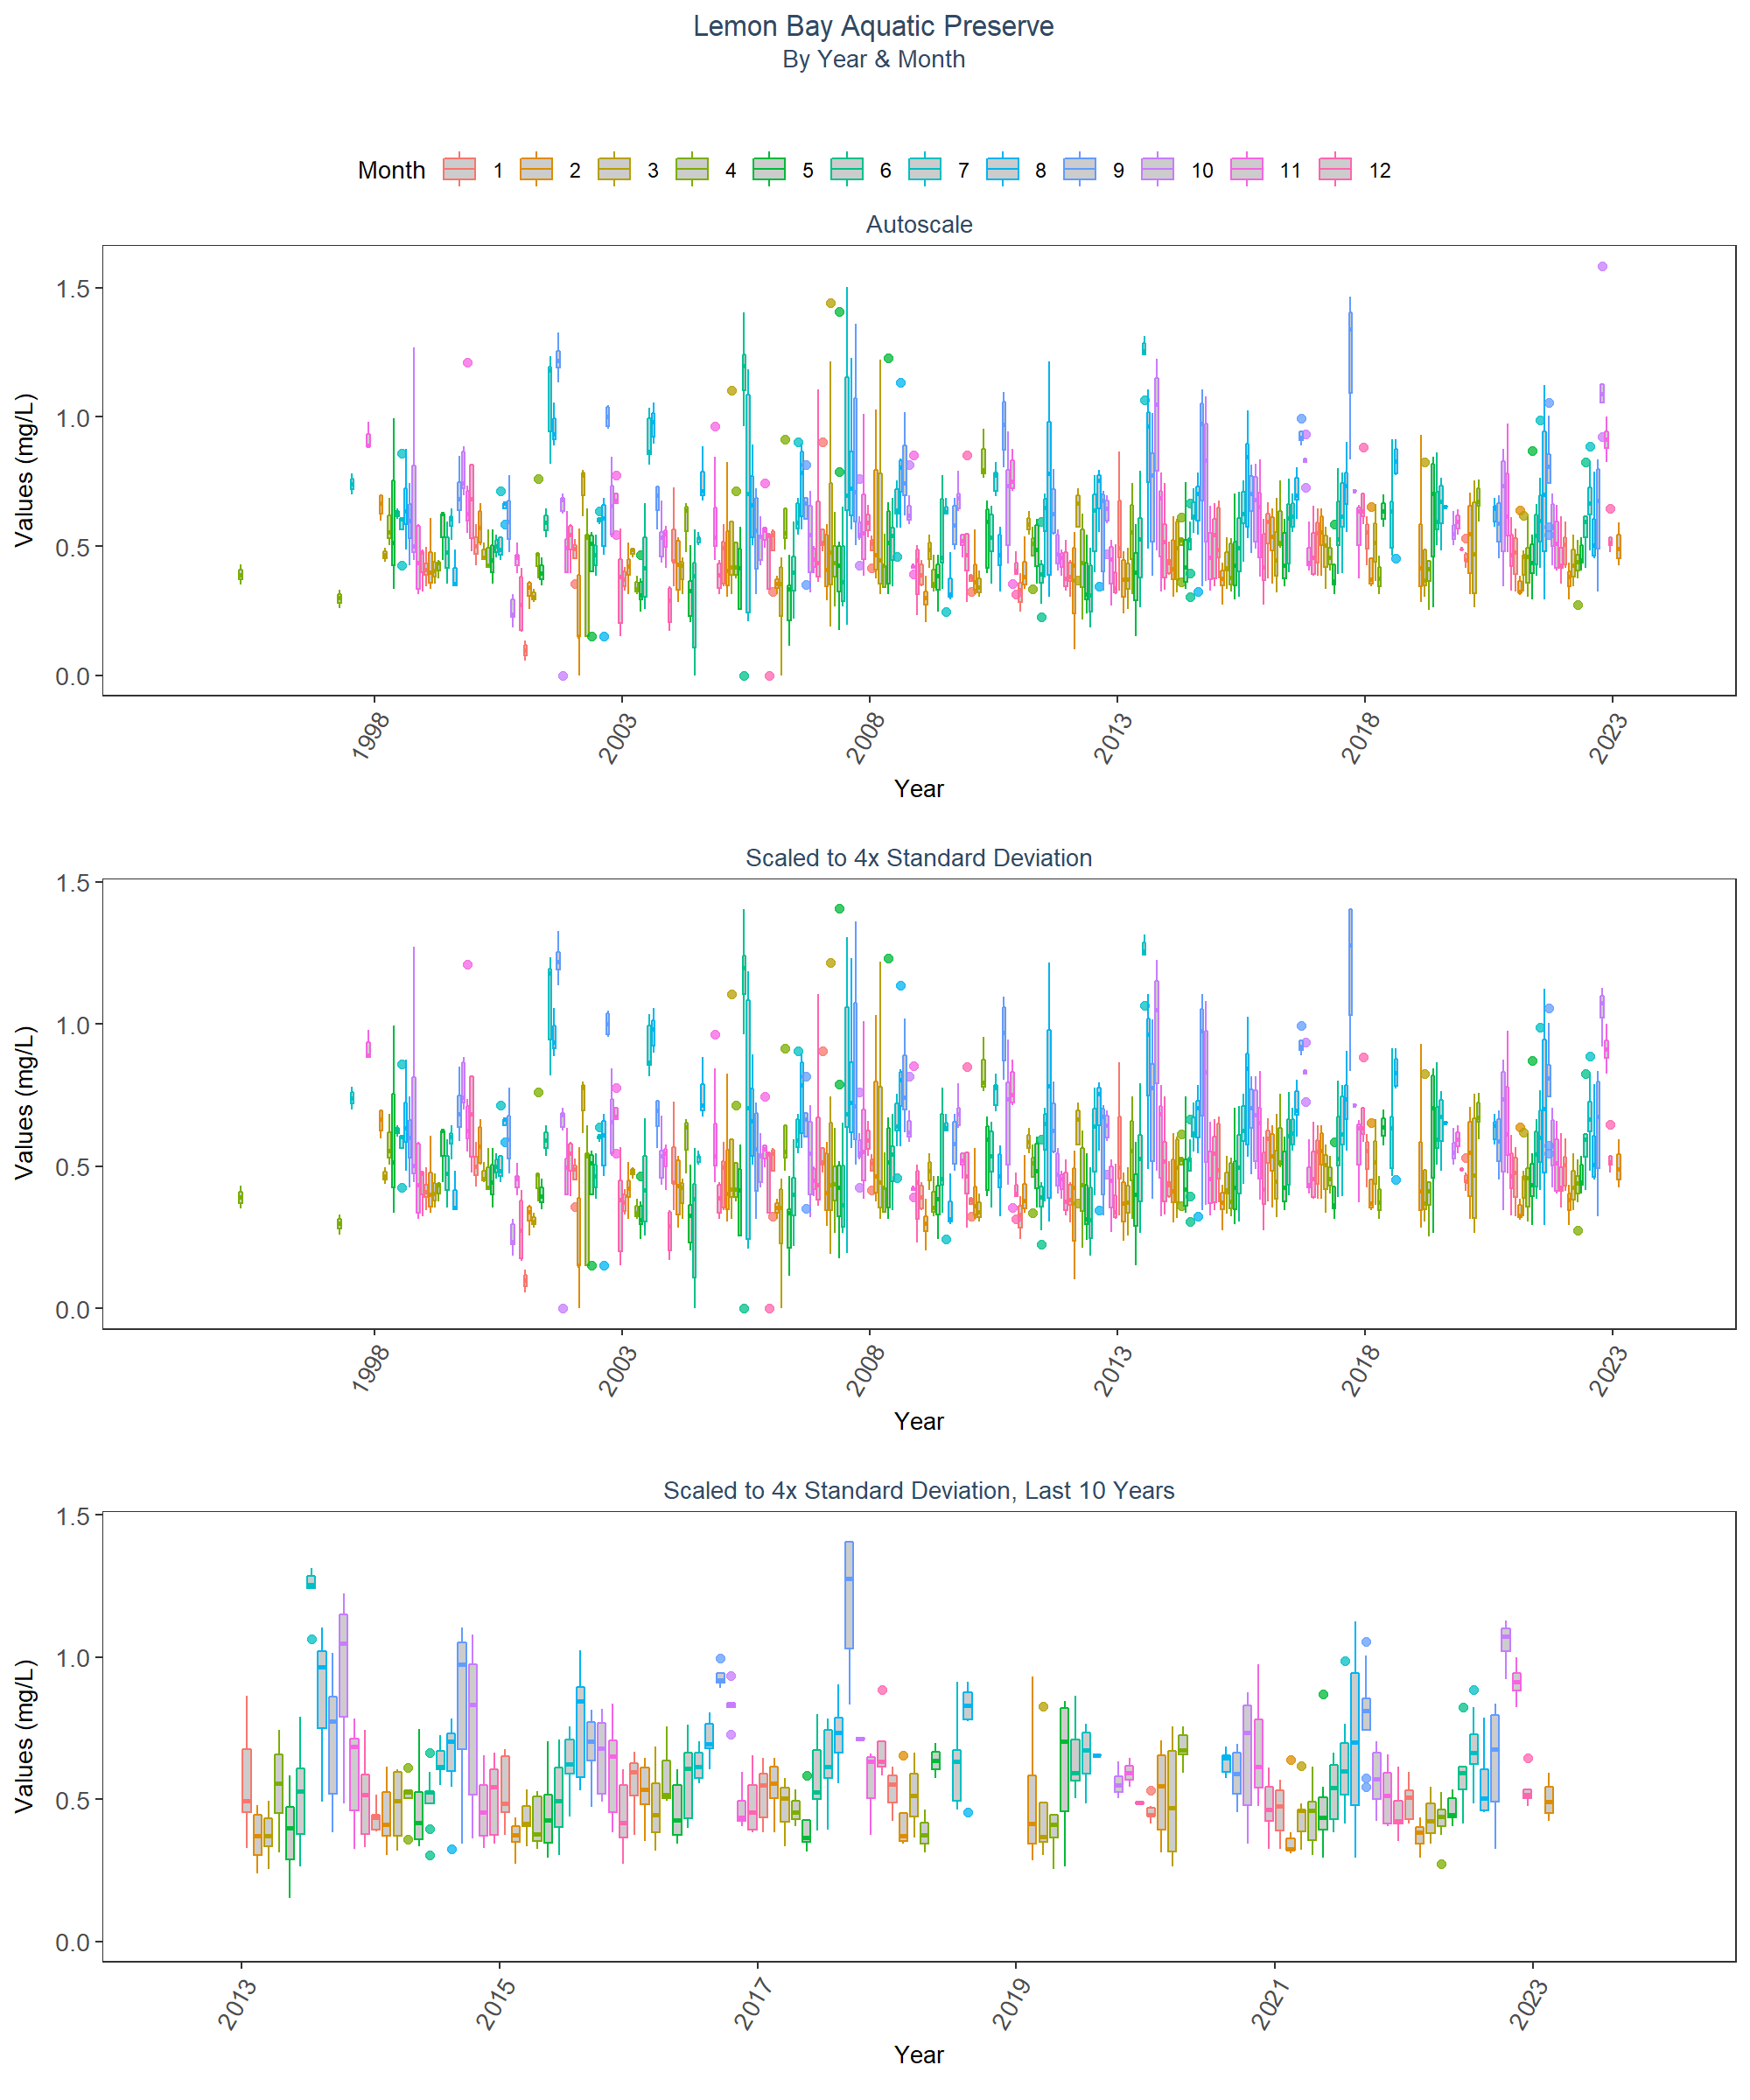 Lemon Bay Aquatic Preserve
By Year & Month
Month 1 2 3 4 5 6 7 8 9 10 11 12
Autoscale
Values (mg/L)
1.5
1.0
0.5
0.0
1998 2003 2008 2013 2018 2023
Year
Scaled to 4x Standard Deviation
Values (mg/L)
1.5
1.0
0.5
0.0
1998 2003 2008 2013 2018 2023
Year
Scaled to 4x Standard Deviation, Last 10 Years
Values (mg/L)
1.5
1.0
0.5
0.0
2013 2015 2017 2019 2021 2023
Year